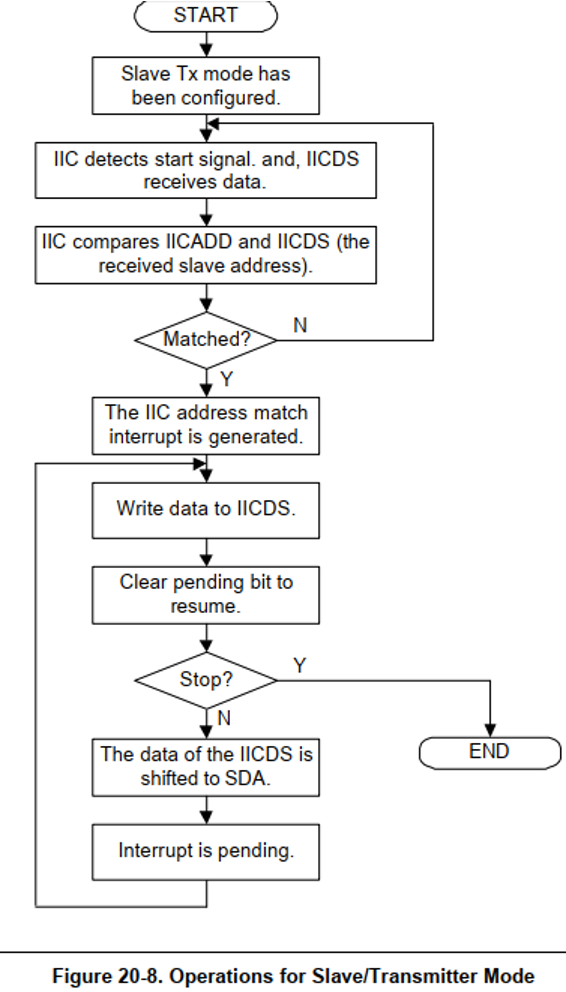 START
Slave Tx mode has
been configured.
IIC detects start signal. and, IICDS
receives data.
IIC compares IICADD and IICDS (the
received slave address).
Matched?
N
Y
The IIC address match
interrupt is generated.
Write data to IICDS.
Clear pending bit to
resume.
Stop?
Y
N
END
The data of the IICDS is
shifted to SDA.
Interrupt is pending.
Figure 20-8. Operations for Slave/Transmitter Mode